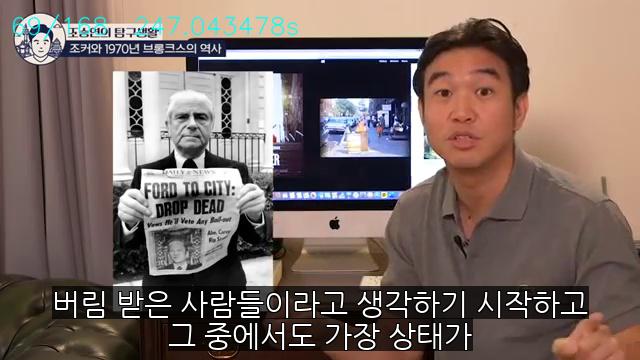 69/168 247.043478s
조승연의 탐구생활
조커와 1970년 브롱크스의 역사
DAILY NEWS
FORD TO CITY:
DROP DEAD
Vows He'll Veto Any Bail-out
버림 받은 사람들이라고 생각하기 시작하고
그 중에서도 가장 상태가